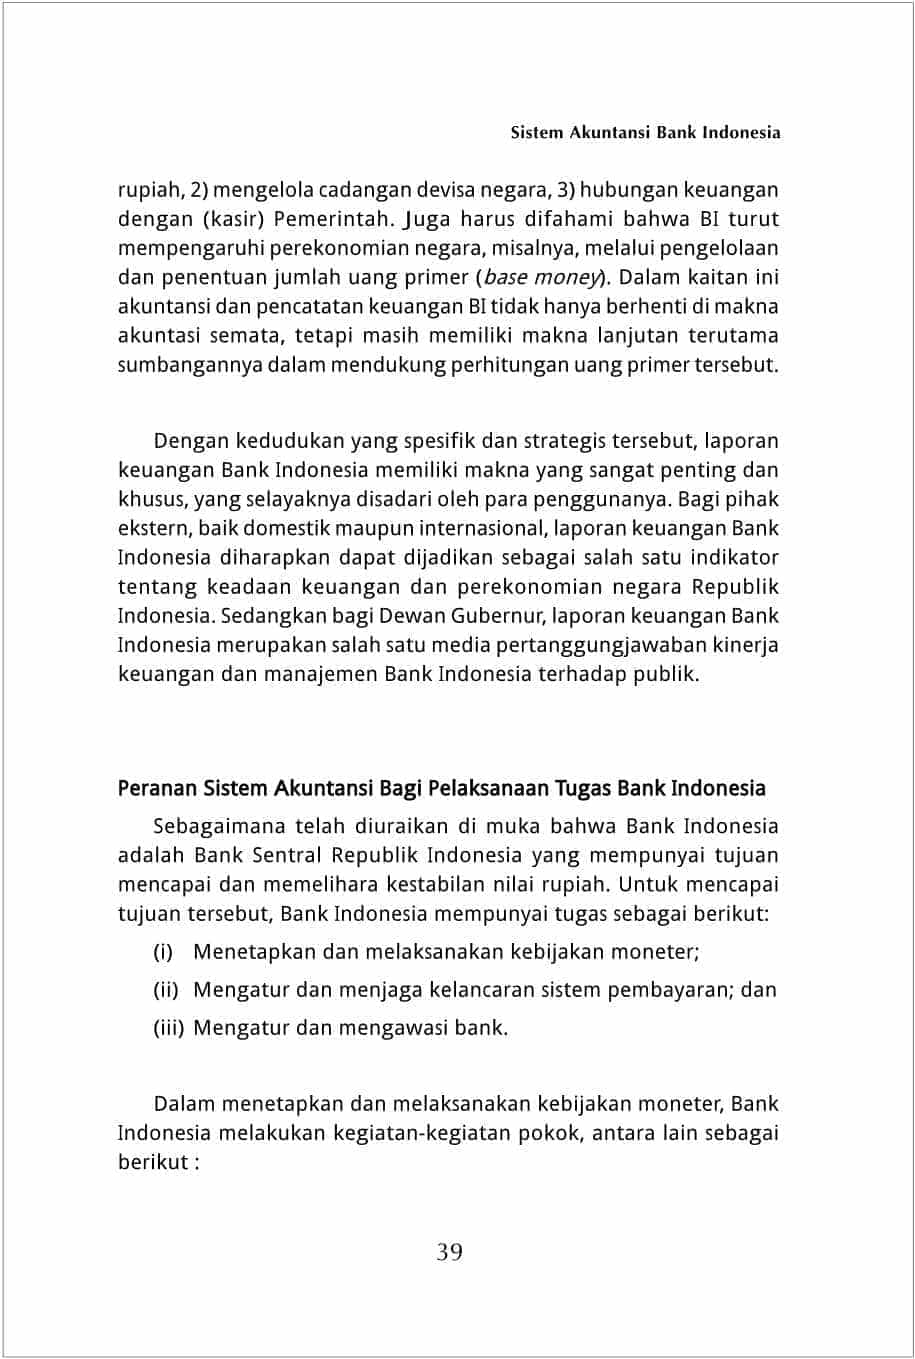 Sistem Akuntansi Bank Indonesia
rupiah, 2) mengelola cadangan devisa negara, 3) hubungan keuangan
dengan (kasir) Pemerintah. Juga harus difahami bahwa BI turut
mempengaruhi perekonomian negara, misalnya, melalui pengelolaan
dan penentuan jumlah uang primer (base money). Dalam kaitan ini
akuntansi dan pencatatan keuangan BI tidak hanya berhenti di makna
akuntasi semata, tetapi masih memiliki makna lanjutan terutama
sumbangannya dalam mendukung perhitungan uang primer tersebut.
Dengan kedudukan yang spesifik dan strategis tersebut, laporan
keuangan Bank Indonesia memiliki makna yang sangat penting dan
khusus, yang selayaknya disadari oleh para penggunanya. Bagi pihak
ekstern, baik domestik maupun internasional, laporan keuangan Bank
Indonesia diharapkan dapat dijadikan sebagai salah satu indikator
tentang keadaan keuangan dan perekonomian negara Republik
Indonesia. Sedangkan bagi Dewan Gubernur, laporan keuangan Bank
Indonesia merupakan salah satu media pertanggungjawaban kinerja
keuangan dan manajemen Bank Indonesia terhadap publik.
Peranan Sistem Akuntansi Bagi Pelaksanaan Tugas Bank Indonesia
Sebagaimana telah diuraikan di muka bahwa Bank Indonesia
adalah Bank Sentral Republik Indonesia yang mempunyai tujuan
mencapai dan memelihara kestabilan nilai rupiah. Untuk mencapai
tujuan tersebut, Bank Indonesia mempunyai tugas sebagai berikut:
(i) Menetapkan dan melaksanakan kebijakan moneter;
(ii) Mengatur dan menjaga kelancaran sistem pembayaran; dan
(iii) Mengatur dan mengawasi bank.
Dalam menetapkan dan melaksanakan kebijakan moneter, Bank
Indonesia melakukan kegiatan-kegiatan pokok, antara lain sebagai
berikut :
39